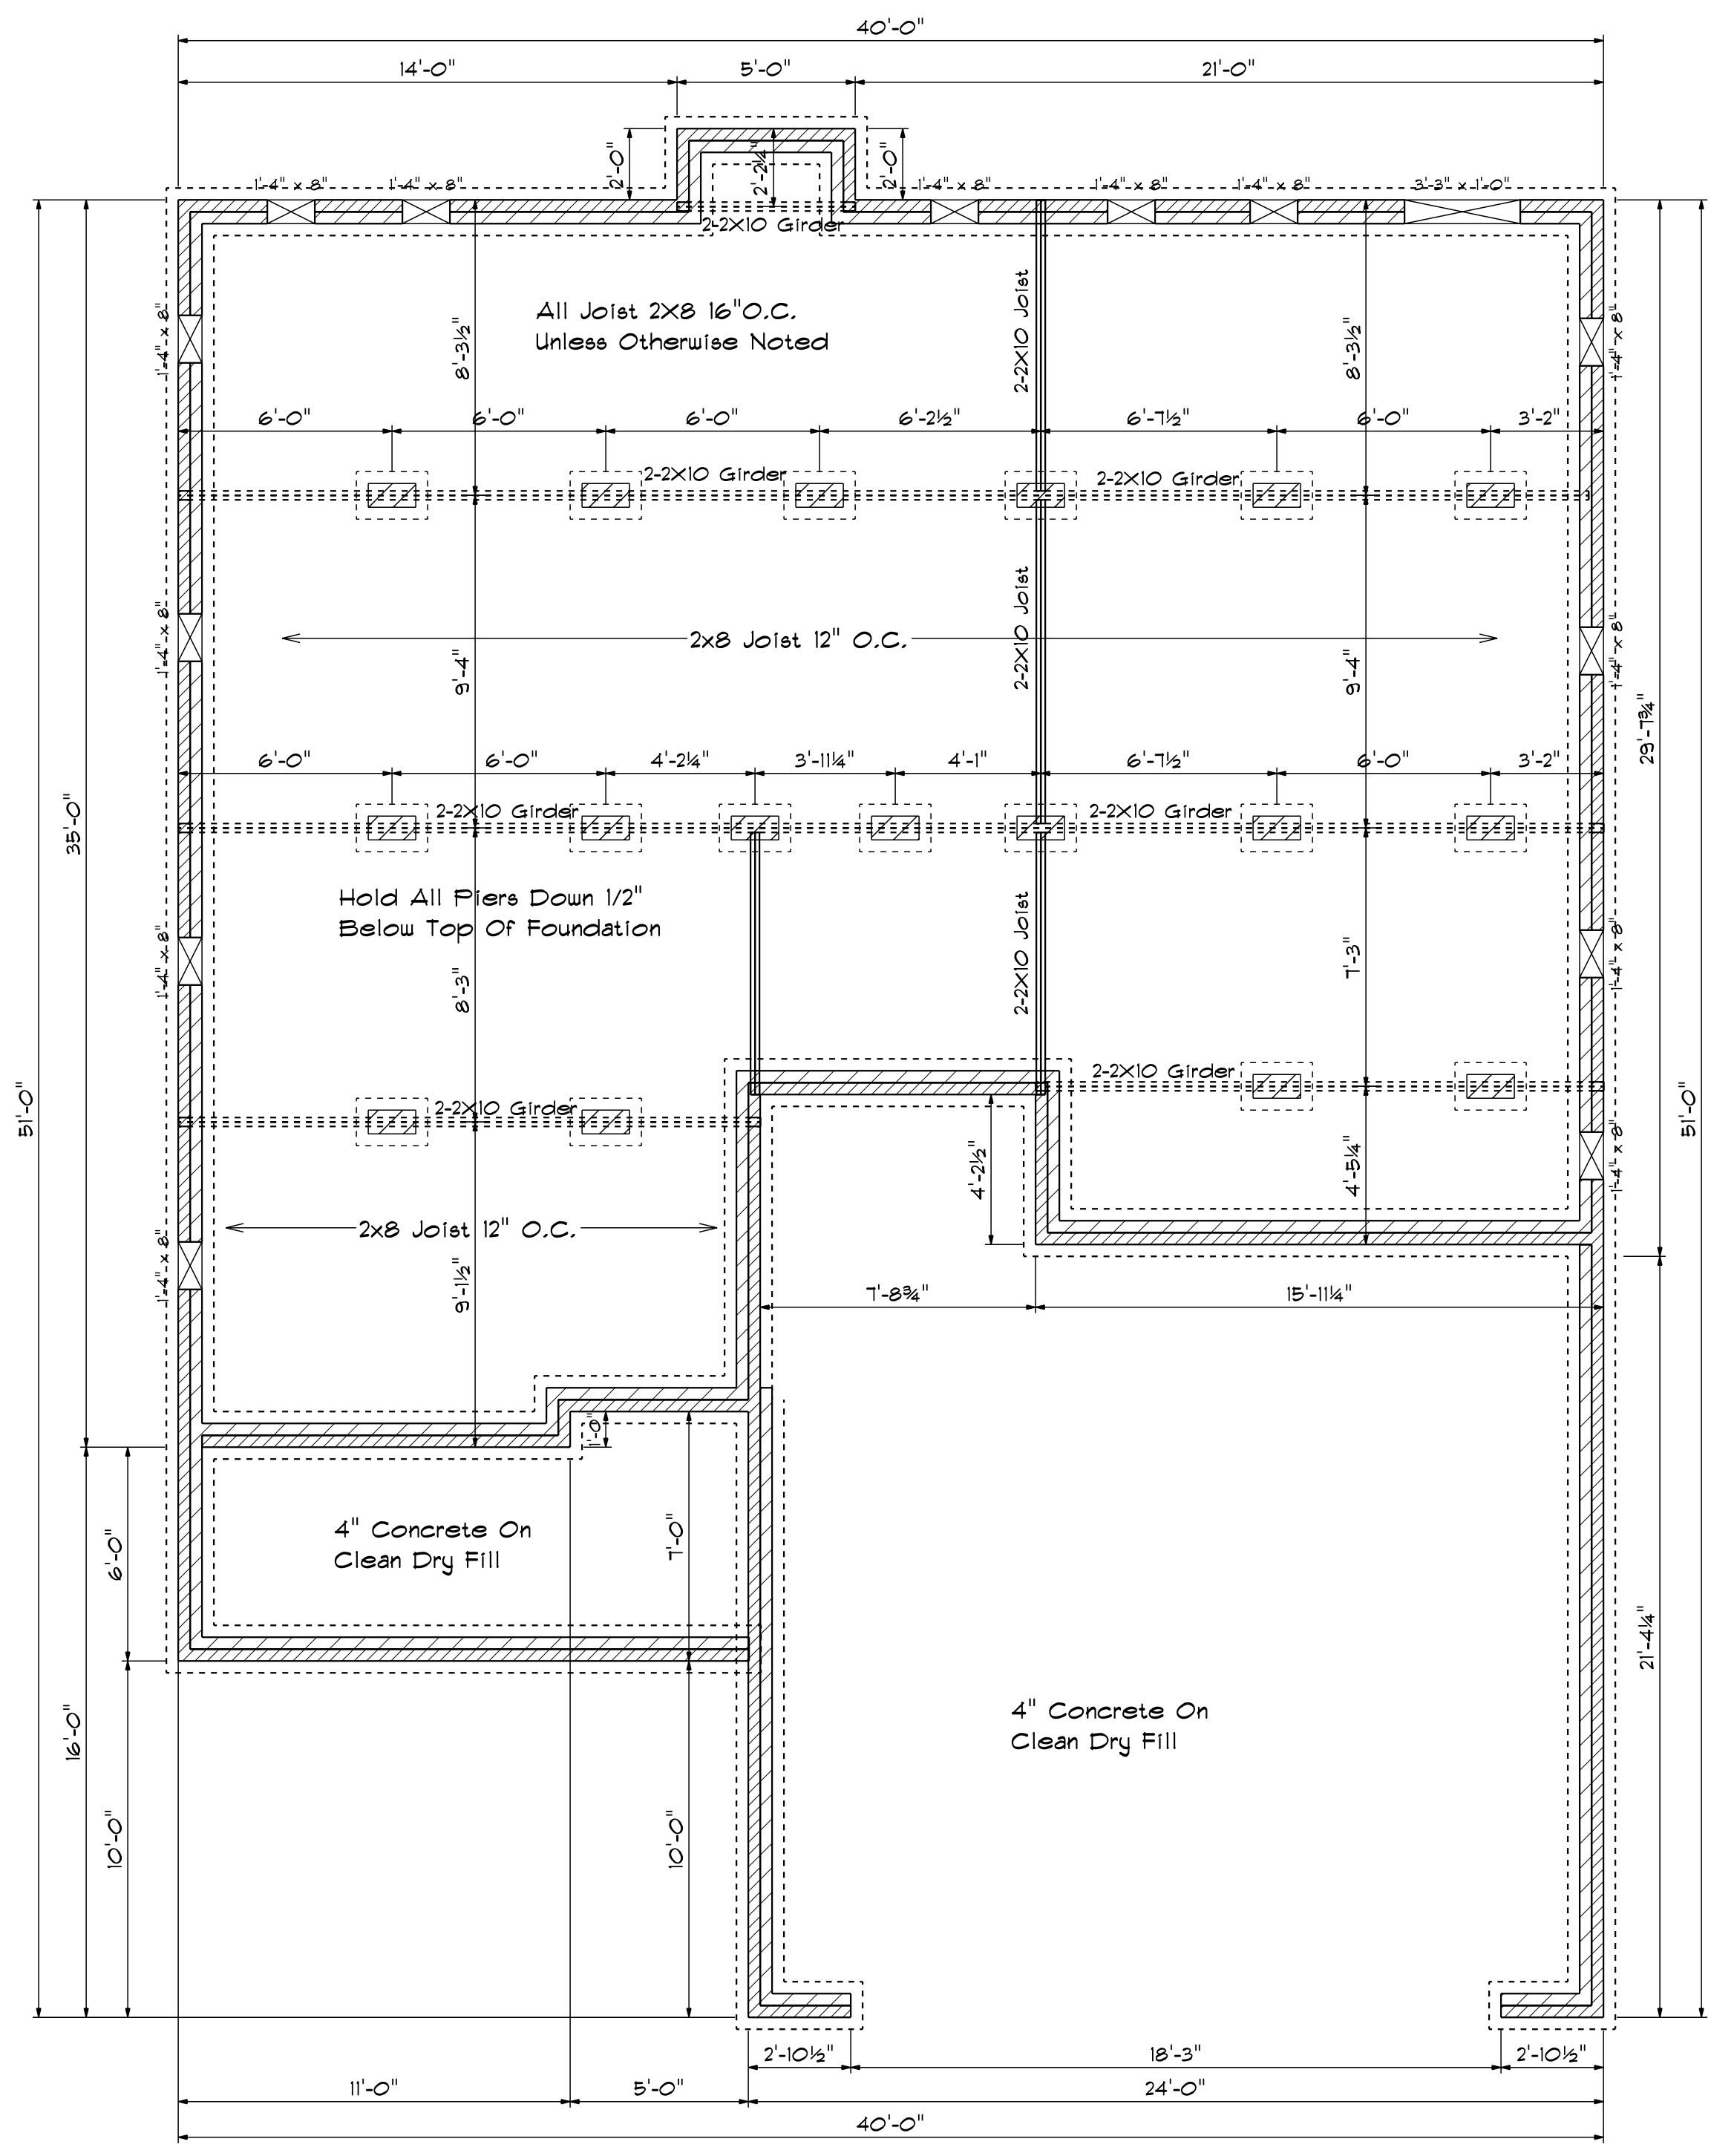 40'-0"
14'-0"
5'-0"
21'-0"
2'-0"
2'-2¼"
2'-0"
1'-4" x 8"
1'-4" x 8"
1'-4" x 8"
1'-4" x 8"
1'-4" x 8"
3'-3" x 1'-0"
2-2X10 Girder
All Joist 2X8 16"O.C.
Unless Otherwise Noted
8'-3½"
2-2X10 Joist
8'-3½"
1'-4" x 8"
1'-4" x 8"
6'-0"
6'-0"
6'-0"
6'-2½"
6'-7½"
6'-0"
3'-2"
2-2X10 Girder
2-2X10 Girder
1'-4" x 8"
2x8 Joist 12" O.C.
2-2X10 Joist
1'-4" x 8"
9'-4"
9'-4"
29'-7¾"
6'-0"
6'-0"
4'-2¼"
3'-11¼"
4'-1"
6'-7½"
6'-0"
3'-2"
35'-0"
2-2X10 Girder
2-2X10 Girder
Hold All Piers Down 1/2"
Below Top Of Foundation
1'-4" x 8"
8'-3"
2-2X10 Joist
7'-3"
1'-4" x 8"
51'-0"
51'-0"
2-2X10 Girder
2-2X10 Girder
4'-2½"
4'-5¼"
1'-4" x 8"
2x8 Joist 12" O.C.
1'-4" x 8"
9'-1½"
7'-8¾"
15'-11¼"
1'-0"
4" Concrete On
Clean Dry Fill
6'-0"
7'-0"
21'-4¼"
4" Concrete On
Clean Dry Fill
16'-0"
10'-0"
10'-0"
2'-10½"
18'-3"
2'-10½"
11'-0"
5'-0"
24'-0"
40'-0"